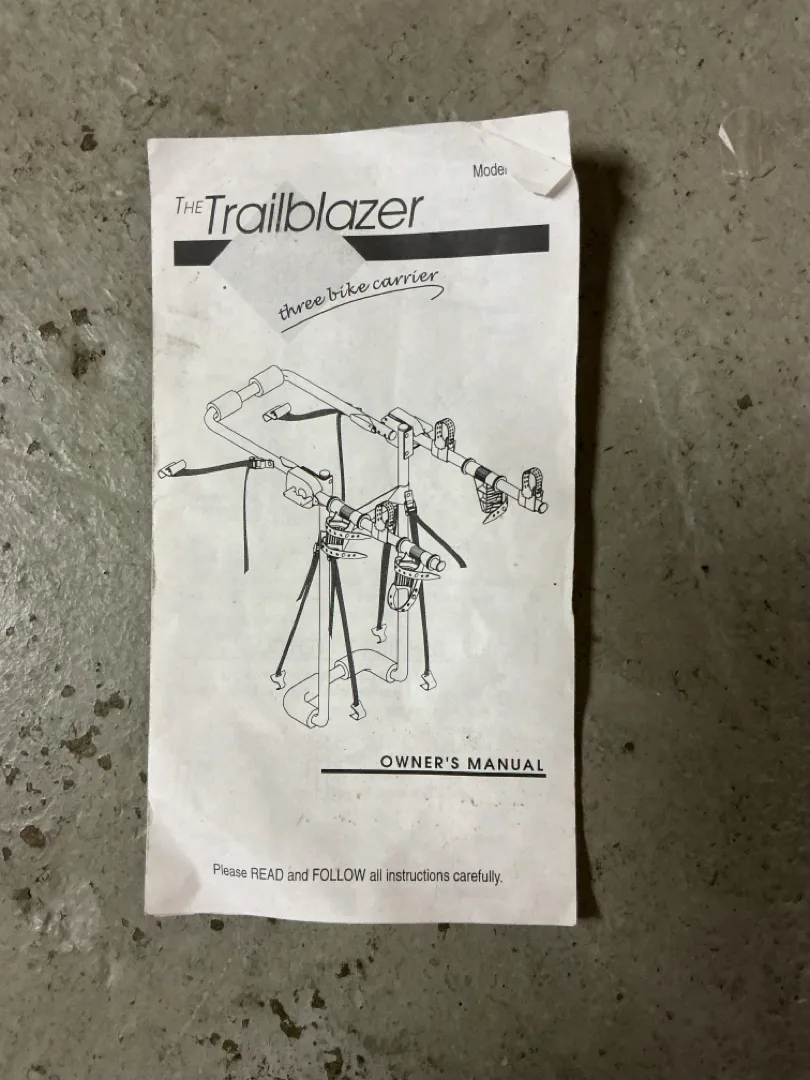 Model
THE Trailblazer
three bike carrier
OWNER'S MANUAL
Please READ and FOLLOW all instructions carefully.